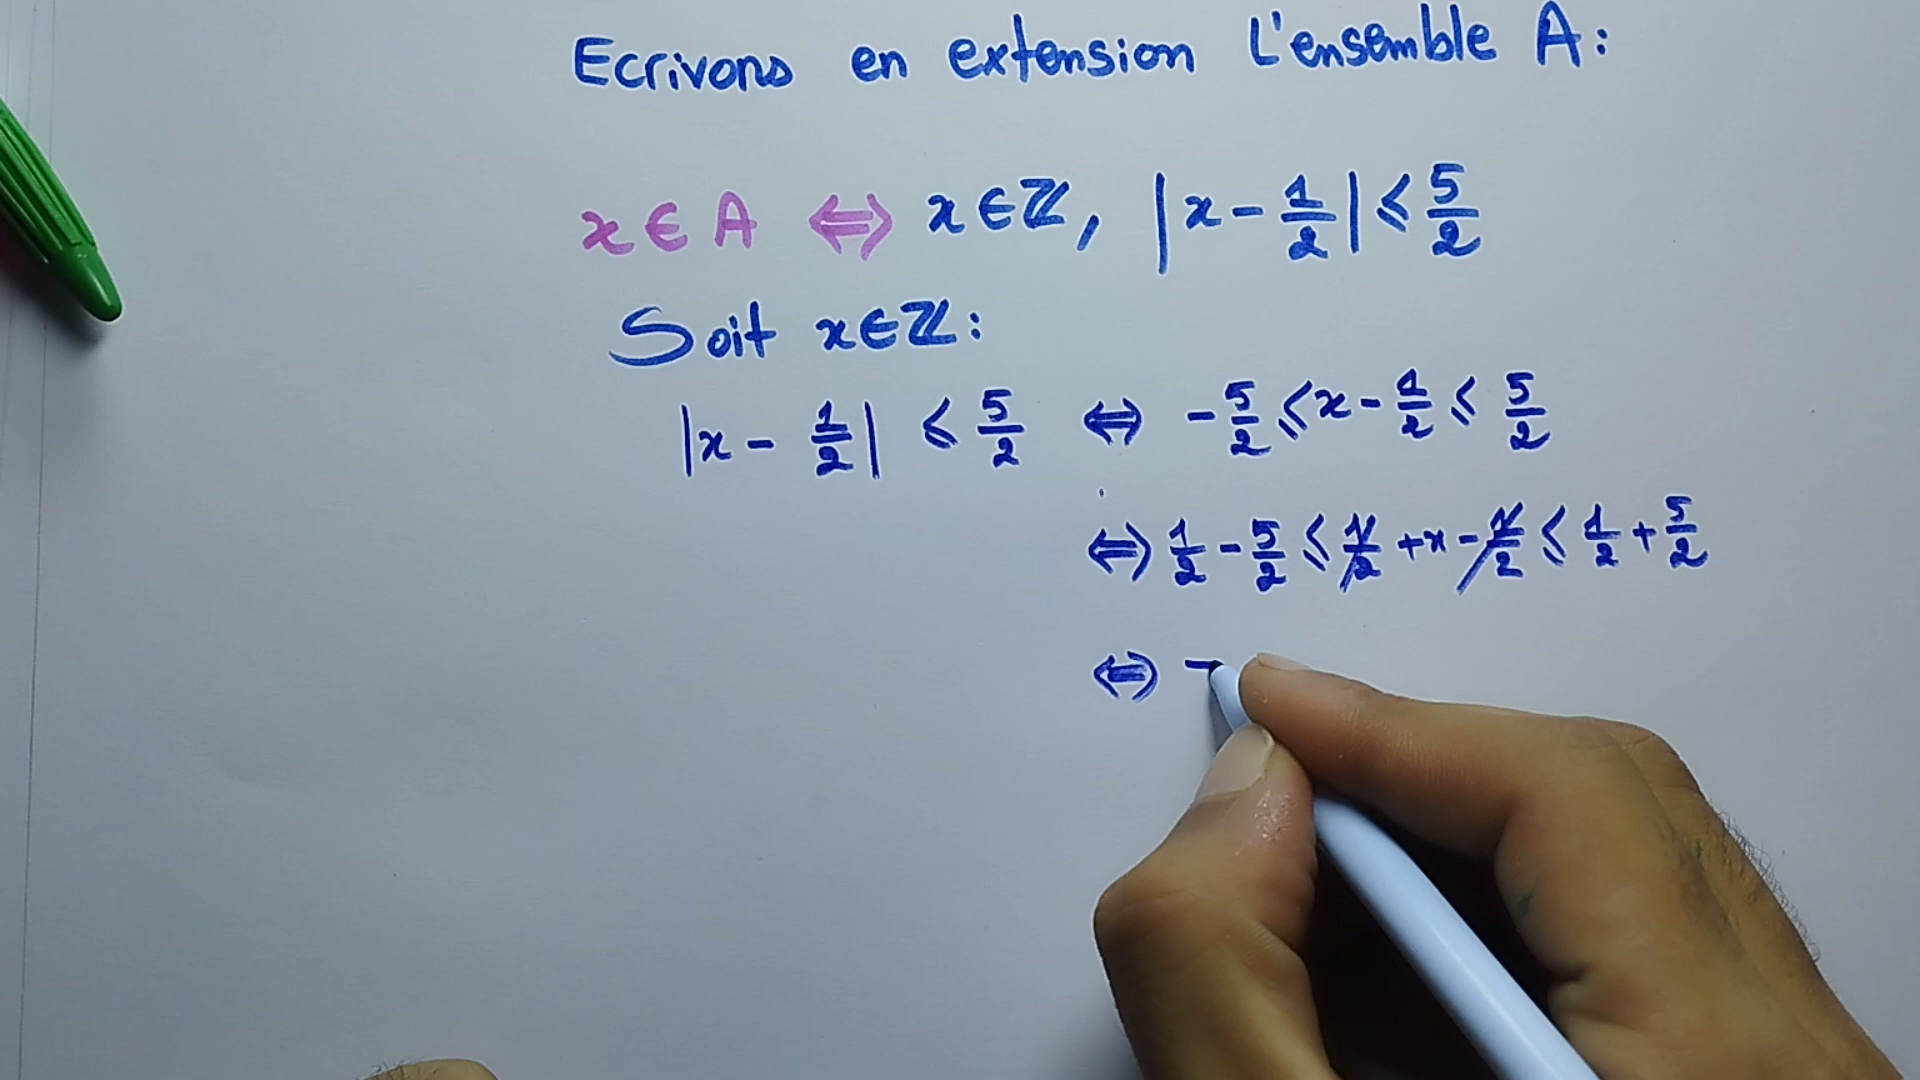 Ecrivons en extension L'ensemble A:
x ∈ A ⇔ x ∈ ℤ, |x - 1/2| ≤ 5/2
Soit x ∈ ℤ:
|x - 1/2| ≤ 5/2 ⇔ -5/2 ≤ x - 1/2 ≤ 5/2
⇔ 1/2 - 5/2 ≤ 1/2 + x - 1/2 ≤ 1/2 + 5/2
⇔ -